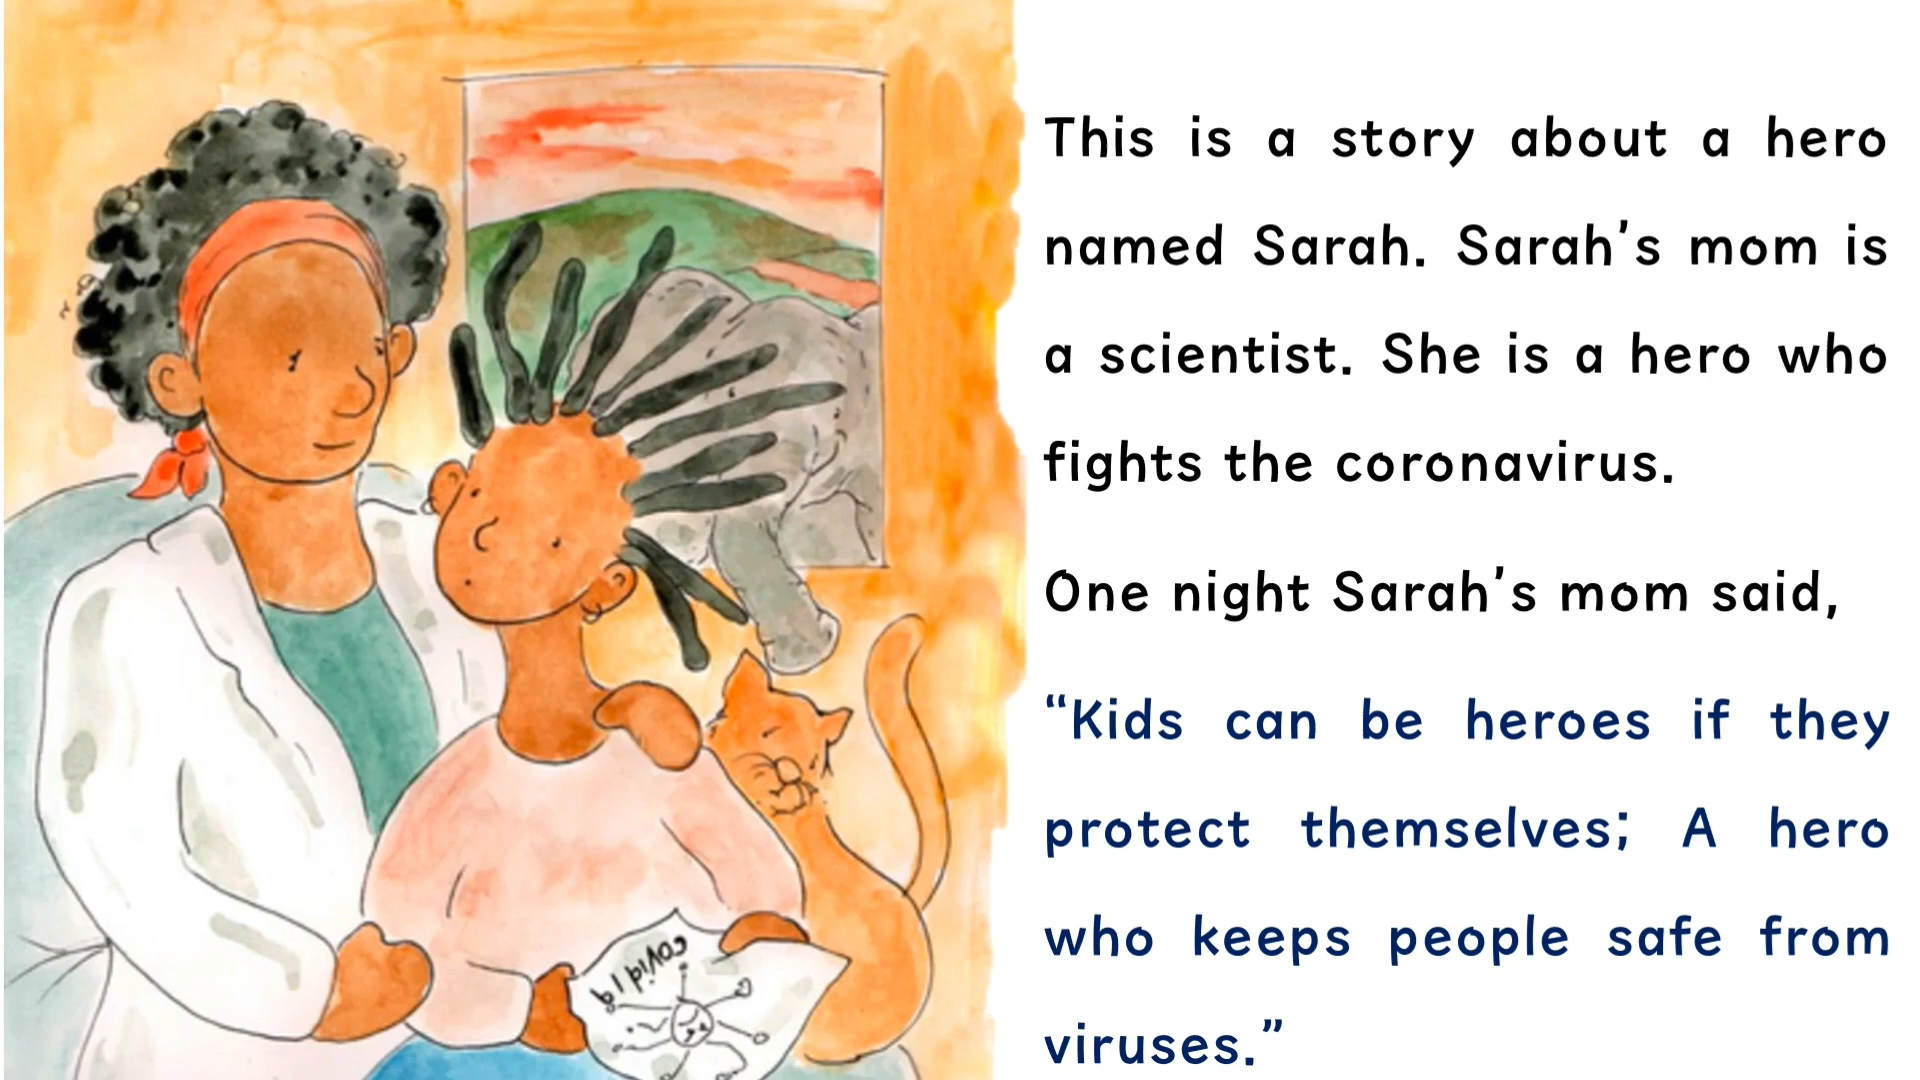 This is a story about a hero
named Sarah. Sarah's mom is
a scientist. She is a hero who
fights the coronavirus.
One night Sarah's mom said,
“Kids can be heroes if they
protect themselves; A hero
who keeps people safe from
viruses.”
covid 19